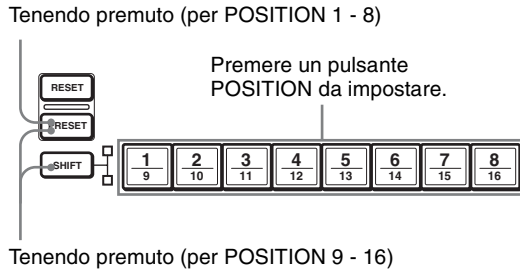 Tenendo premuto (per POSITION 1 - 8)
Premere un pulsante
POSITION da impostare.
RESET
PRESET
SHIFT
1 2 3 4 5 6 7 8
9 10 11 12 13 14 15 16
Tenendo premuto (per POSITION 9 - 16)